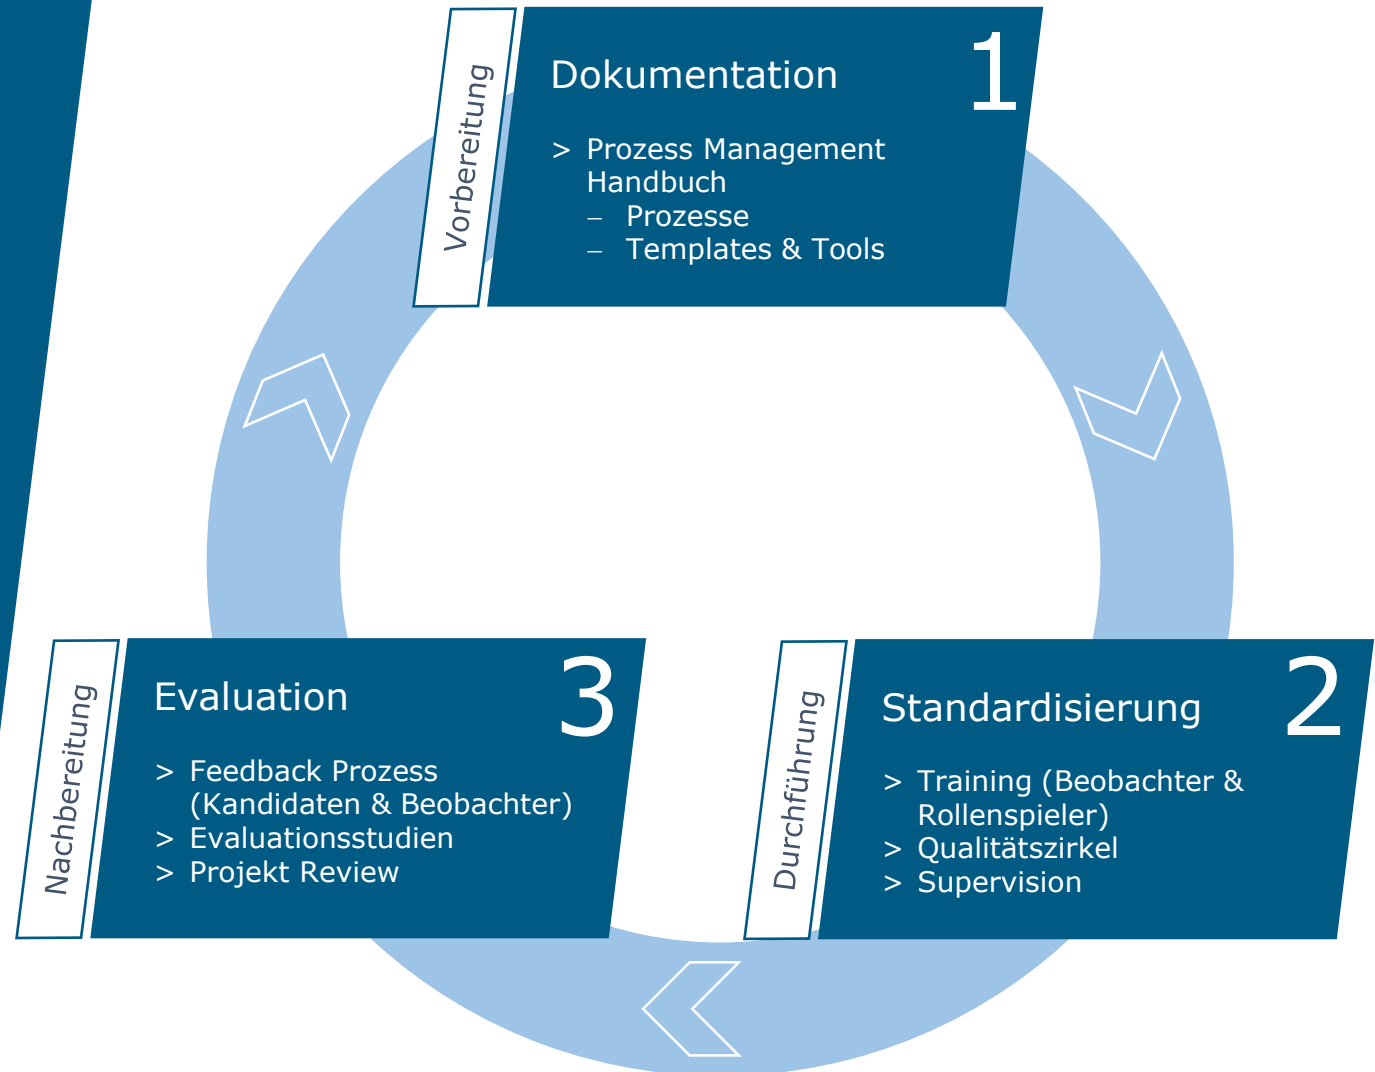 Vorbereitung
Dokumentation
1
> Prozess Management
Handbuch
– Prozesse
– Templates & Tools
Nachbereitung
Evaluation
3
> Feedback Prozess
(Kandidaten & Beobachter)
> Evaluationsstudien
> Projekt Review
Durchführung
Standardisierung
2
> Training (Beobachter &
Rollenspieler)
> Qualitätszirkel
> Supervision